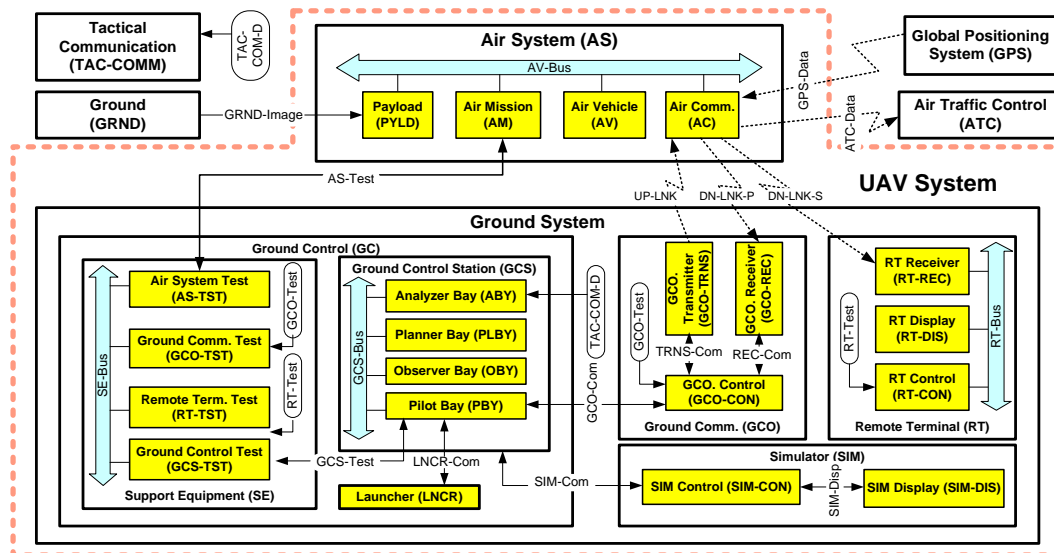 Tactical
Communication
(TAC-COMM)
TAC-
COM-D
Ground
(GRND)
GRND-Image
Air System (AS)
AV-Bus
Payload
(PYLD)
Air Mission
(AM)
Air Vehicle
(AV)
Air Comm.
(AC)
GPS-Data
Global Positioning
System (GPS)
ATC-Data
Air Traffic Control
(ATC)
AS-Test
UP-LNK
DN-LNK-P
DN-LNK-S
UAV System
Ground System
Ground Control (GC)
SE-Bus
Air System Test
(AS-TST)
GCO-Test
Ground Comm. Test
(GCO-TST)
RT-Test
Remote Term. Test
(RT-TST)
Ground Control Test
(GCS-TST)
Support Equipment (SE)
Ground Control Station (GCS)
GCS-Bus
Analyzer Bay (ABY)
Planner Bay (PLBY)
Observer Bay (OBY)
Pilot Bay (PBY)
TAC-COM-D
GCO-Com
GCS-Test
LNCR-Com
Launcher (LNCR)
SIM-Com
GCO.
Transmitter
(GCO-TRNS)
GCO. Receiver
(GCO-REC)
GCO-Test
TRNS-Com
REC-Com
GCO. Control
(GCO-CON)
Ground Comm. (GCO)
RT Receiver
(RT-REC)
RT Display
(RT-DIS)
RT-Test
RT Control
(RT-CON)
RT-Bus
Remote Terminal (RT)
Simulator (SIM)
SIM Control (SIM-CON)
SIM-Disp
SIM Display (SIM-DIS)